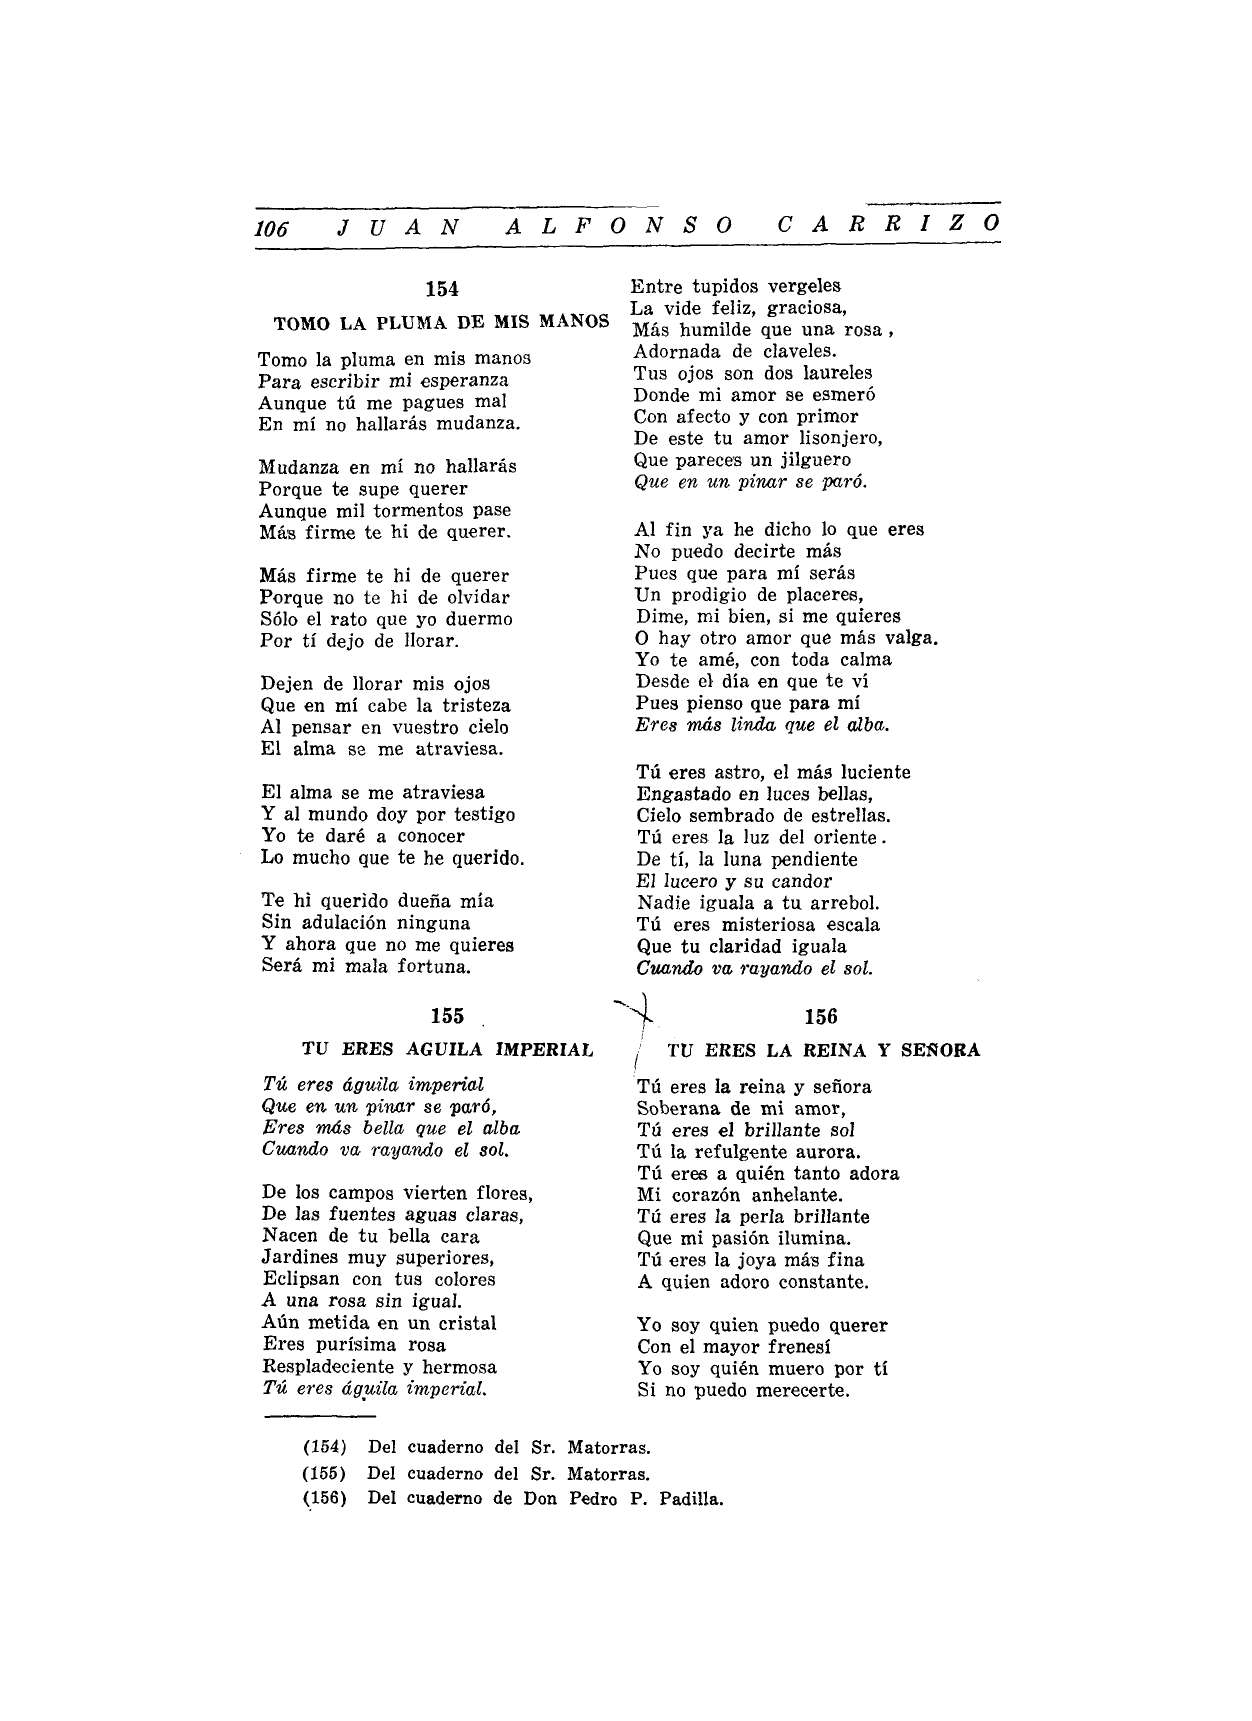 106 JUAN ALFONSO CARRIZO
154
TOMO LA PLUMA DE MIS MANOS
Tomo la pluma en mis manos
Para escribir mi esperanza
Aunque tú me pagues mal
En mí no hallarás mudanza.
Mudanza en mí no hallarás
Porque te supe querer
Aunque mil tormentos pase
Más firme te hi de querer.
Más firme te hi de querer
Porque no te hi de olvidar
Sólo el rato que yo duermo
Por tí dejo de llorar.
Dejen de llorar mis ojos
Que en mí cabe la tristeza
Al pensar en vuestro cielo
El alma se me atraviesa.
El alma se me atraviesa
Y al mundo doy por testigo
Yo te daré a conocer
Lo mucho que te he querido.
Te hi querido dueña mía
Sin adulación ninguna
Y ahora que no me quieres
Será mi mala fortuna.
155
TU ERES AGUILA IMPERIAL
Tú eres águila imperial
Que en un pinar se paró,
Eres más bella que el alba
Cuando va rayando el sol.
De los campos vierten flores,
De las fuentes aguas claras,
Nacen de tu bella cara
Jardines muy superiores,
Eclipsan con tus colores
A una rosa sin igual.
Aún metida en un cristal
Eres purísima rosa
Respladeciente y hermosa
Tú eres águila imperial.
Entre tupidos vergeles
La vide feliz, graciosa,
Más humilde que una rosa,
Adornada de claveles.
Tus ojos son dos laureles
Donde mi amor se esmeró
Con afecto y con primor
De este tu amor lisonjero,
Que pareces un jilguero
Que en un pinar se paró.
Al fin ya he dicho lo que eres
No puedo decirte más
Pues que para mí serás
Un prodigio de placeres,
Dime, mi bien, si me quieres
O hay otro amor que más valga.
Yo te amé, con toda calma
Desde el día en que te ví
Pues pienso que para mí
Eres más linda que el alba.
Tú eres astro, el más luciente
Engastado en luces bellas,
Cielo sembrado de estrellas.
Tú eres la luz del oriente.
De tí, la luna pendiente
El lucero y su candor
Nadie iguala a tu arrebol.
Tú eres misteriosa escala
Que tu claridad iguala
Cuando va rayando el sol.
156
TU ERES LA REINA Y SEÑORA
Tú eres la reina y señora
Soberana de mi amor,
Tú eres el brillante sol
Tú la refulgente aurora.
Tú eres a quién tanto adora
Mi corazón anhelante.
Tú eres la perla brillante
Que mi pasión ilumina.
Tú eres la joya más fina
A quien adoro constante.
Yo soy quien puedo querer
Con el mayor frenesí
Yo soy quién muero por tí
Si no puedo merecerte.
(154) Del cuaderno del Sr. Matorras.
(155) Del cuaderno del Sr. Matorras.
(156) Del cuaderno de Don Pedro P. Padilla.